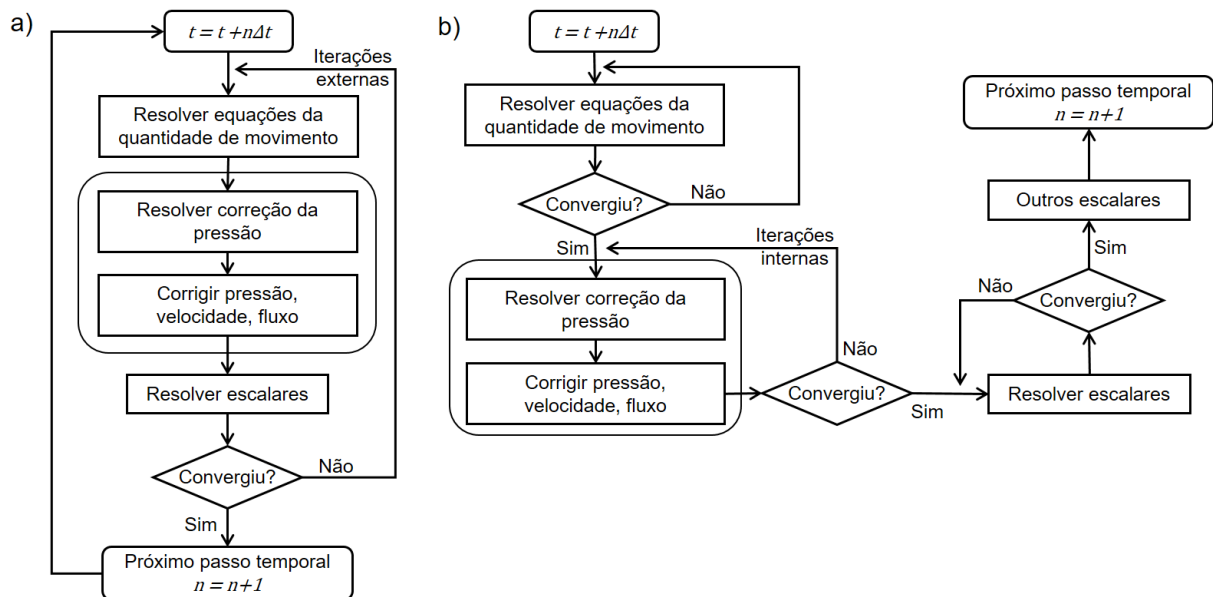 a)
t = t +nΔt
Iterações
externas
Resolver equações da
quantidade de movimento
Resolver correção da
pressão
Corrigir pressão,
velocidade, fluxo
Resolver escalares
Convergiu?
Não
Sim
Próximo passo temporal
n = n+1
b)
t = t +nΔt
Resolver equações da
quantidade de movimento
Convergiu?
Não
Sim
Iterações
internas
Resolver correção da
pressão
Corrigir pressão,
velocidade, fluxo
Não
Convergiu?
Sim
Resolver escalares
Convergiu?
Não
Sim
Outros escalares
Próximo passo temporal
n = n+1